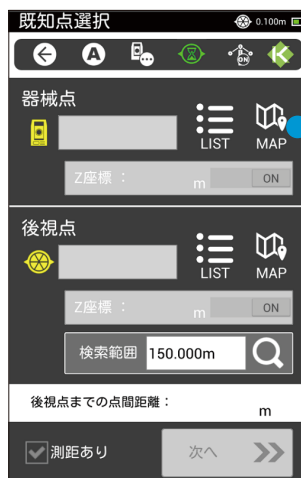 既知点選択 0.100m
A PON
器械点
LIST MAP
Z座標： m ON
後視点
LIST MAP
Z座標： m ON
検索範囲 150.000m
後視点までの点間距離：
m
測距あり 次へ